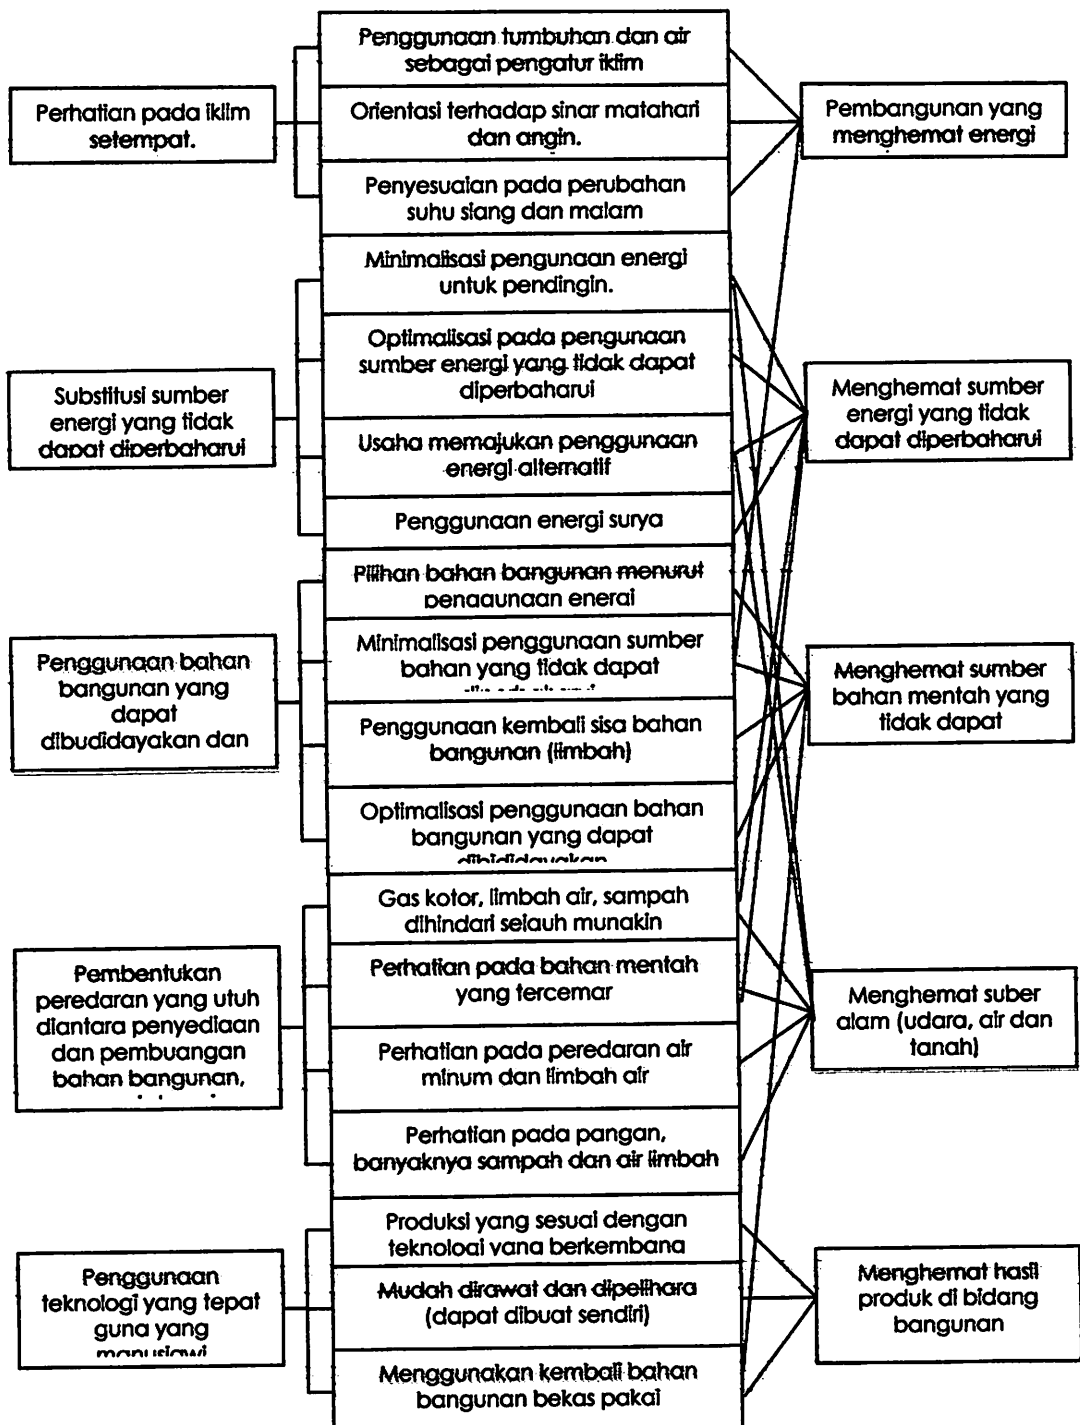 Perhatian pada iklim
setempat.
Penggunaan tumbuhan dan air
sebagai pengatur iklim
Orientasi terhadap sinar matahari
dan angin.
Penyesuaian pada perubahan
suhu siang dan malam
Pembangunan yang
menghemat energi
Substitusi sumber
energi yang tidak
dapat diperbaharui
Minimalisasi pengunaan energi
untuk pendingin.
Optimalisasi pada pengunaan
sumber energi yang tidak dapat
diperbaharui
Usaha memajukan penggunaan
energi alternatif
Penggunaan energi surya
Menghemat sumber
energi yang tidak
dapat diperbaharui
Penggunaan bahan
bangunan yang
dapat
dibudidayakan dan
Pilihan bahan bangunan menurut
penggunaan energi
Minimalisasi penggunaan sumber
bahan yang tidak dapat
Penggunaan kembali sisa bahan
bangunan (limbah)
Optimalisasi penggunaan bahan
bangunan yang dapat
dibididayakan
Menghemat sumber
bahan mentah yang
tidak dapat
Pembentukan
peredaran yang utuh
diantara penyediaan
dan pembuangan
bahan bangunan,
Gas kotor, limbah air, sampah
dihindari sejauh mungkin
Perhatian pada bahan mentah
yang tercemar
Perhatian pada peredaran air
minum dan limbah air
Perhatian pada pangan,
banyaknya sampah dan air limbah
Menghemat suber
alam (udara, air dan
tanah)
Penggunaan
teknologi yang tepat
guna yang
manusiawi
Produksi yang sesuai dengan
teknologi yang berkembang
Mudah dirawat dan dipelihara
(dapat dibuat sendiri)
Menggunakan kembali bahan
bangunan bekas pakai
Menghemat hasil
produk di bidang
bangunan